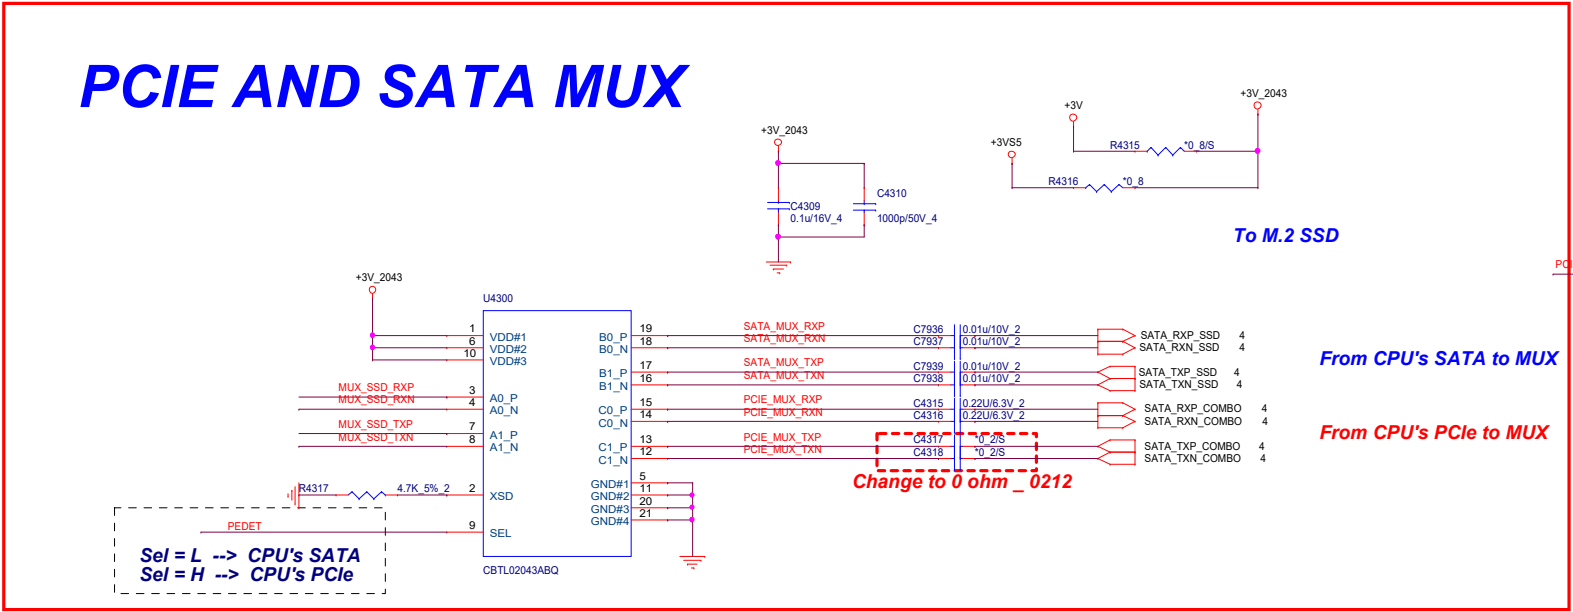 PCIE AND SATA MUX
+3V_2043
+3V
+3V_2043
+3VS5
R4315 *0_8/S
R4316 *0_8
C4309
0.1u/16V_4
C4310
1000p/50V_4
To M.2 SSD
+3V_2043
U4300
1 VDD#1
6 VDD#2
10 VDD#3
MUX_SSD_RXP 3 A0_P
MUX_SSD_RXN 4 A0_N
MUX_SSD_TXP 7 A1_P
MUX_SSD_TXN 8 A1_N
R4317 4.7K_5%_2 2 XSD
PEDET 9 SEL
Sel = L --> CPU's SATA
Sel = H --> CPU's PCIe
B0_P 19 SATA_MUX_RXP C7936 0.01u/10V_2 SATA_RXP_SSD 4
B0_N 18 SATA_MUX_RXN C7937 0.01u/10V_2 SATA_RXN_SSD 4
B1_P 17 SATA_MUX_TXP C7939 0.01u/10V_2 SATA_TXP_SSD 4
B1_N 16 SATA_MUX_TXN C7938 0.01u/10V_2 SATA_TXN_SSD 4
C0_P 15 PCIE_MUX_RXP C4315 0.22U/6.3V_2 SATA_RXP_COMBO 4
C0_N 14 PCIE_MUX_RXN C4316 0.22U/6.3V_2 SATA_RXN_COMBO 4
C1_P 13 PCIE_MUX_TXP C4317 *0_2/S SATA_TXP_COMBO 4
C1_N 12 PCIE_MUX_TXN C4318 *0_2/S SATA_TXN_COMBO 4
GND#1 5
GND#2 11
GND#3 20
GND#4 21
CBTL02043ABQ
Change to 0 ohm _ 0212
From CPU's SATA to MUX
From CPU's PCIe to MUX